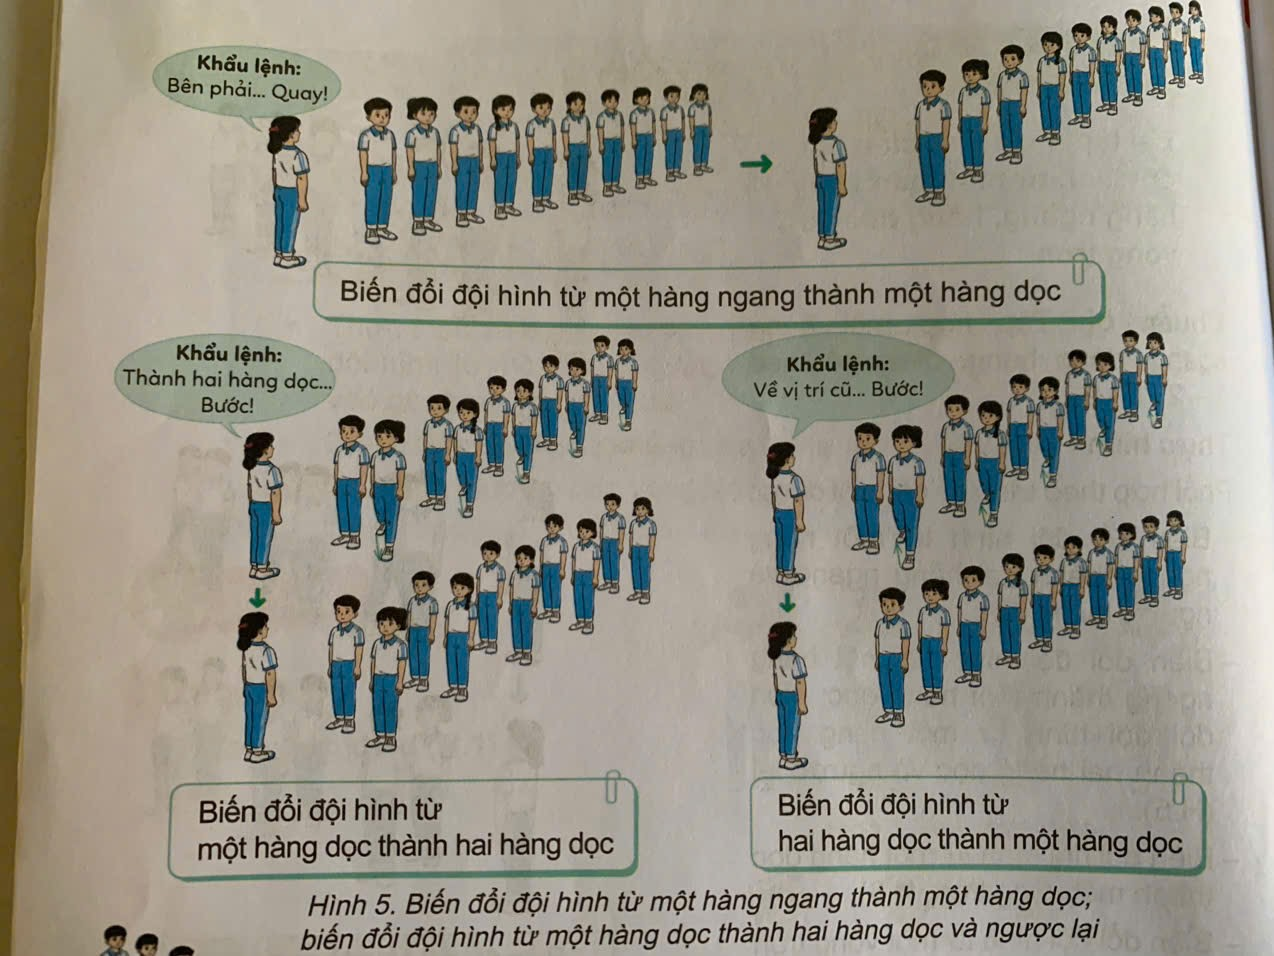 Khẩu lệnh:
Bên phải... Quay!
Biến đổi đội hình từ một hàng ngang thành một hàng dọc
Khẩu lệnh:
Thành hai hàng dọc...
Bước!
Khẩu lệnh:
Về vị trí cũ... Bước!
Biến đổi đội hình từ
một hàng dọc thành hai hàng dọc
Biến đổi đội hình từ
hai hàng dọc thành một hàng dọc
Hình 5. Biến đổi đội hình từ một hàng ngang thành một hàng dọc;
biến đổi đội hình từ một hàng dọc thành hai hàng dọc và ngược lại